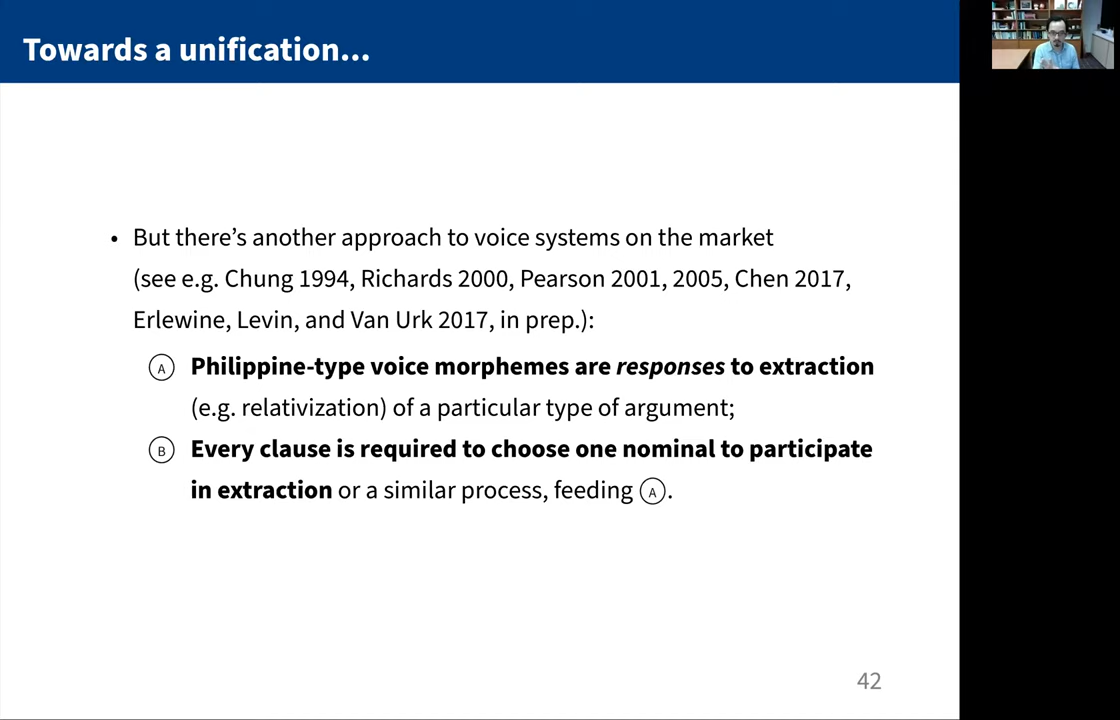 Towards a unification...
• But there’s another approach to voice systems on the market
(see e.g. Chung 1994, Richards 2000, Pearson 2001, 2005, Chen 2017,
Erlewine, Levin, and Van Urk 2017, in prep.):
Ⓐ Philippine-type voice morphemes are responses to extraction
(e.g. relativization) of a particular type of argument;
Ⓑ Every clause is required to choose one nominal to participate
in extraction or a similar process, feeding Ⓐ.
42